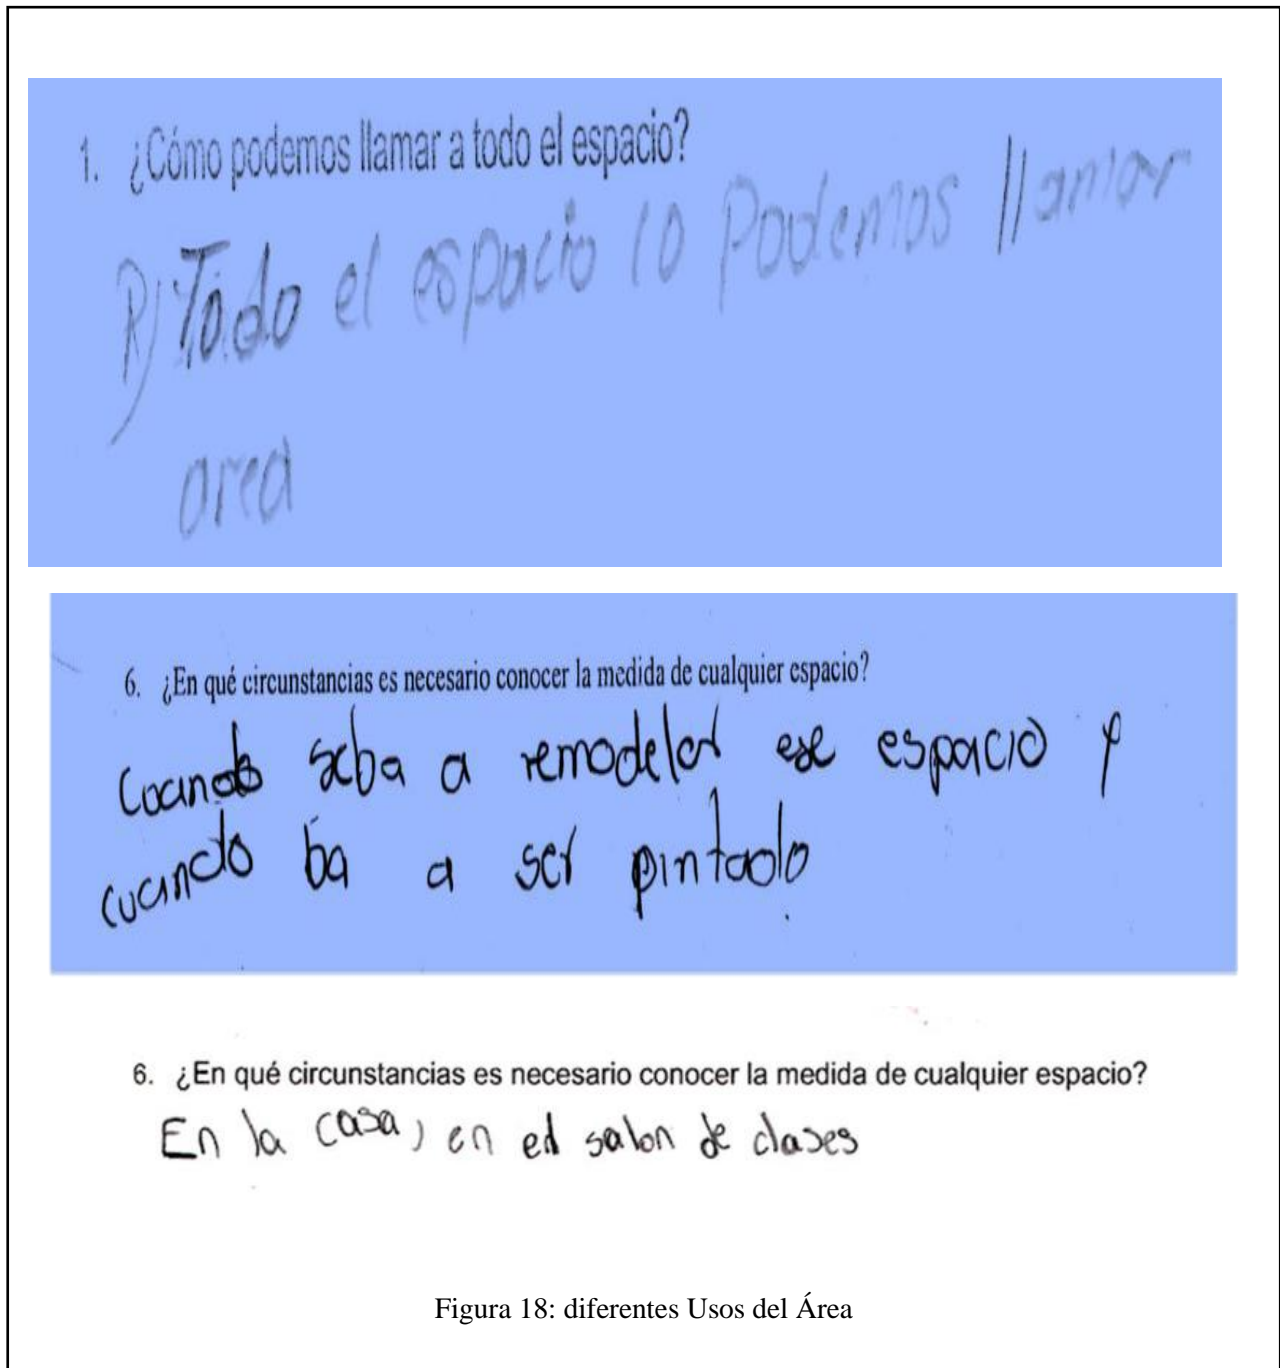 1. ¿Cómo podemos llamar a todo el espacio?
R) Todo el espacio lo Podemos llamar
area
6. ¿En qué circunstancias es necesario conocer la medida de cualquier espacio?
Cuando seba a remodelar ese espacio y
cuando ba a ser pintado
6. ¿En qué circunstancias es necesario conocer la medida de cualquier espacio?
En la casa, en el salon de clases
Figura 18: diferentes Usos del Área